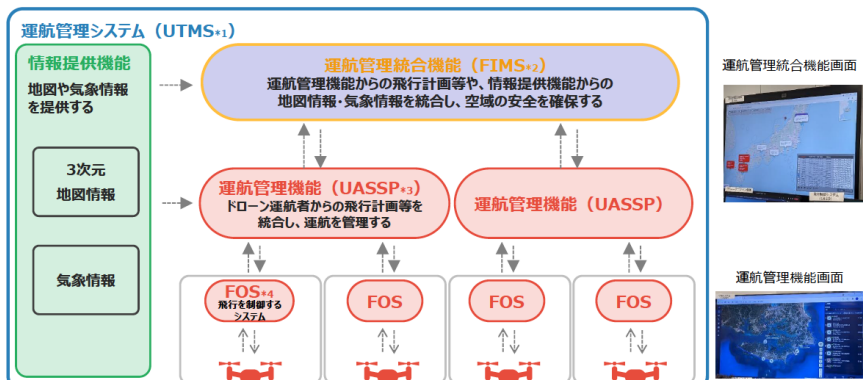 運航管理システム（UTMS*1）
情報提供機能
地図や気象情報
を提供する
3次元
地図情報
気象情報
運航管理統合機能（FIMS*2）
運航管理機能からの飛行計画等や、情報提供機能からの
地図情報・気象情報を統合し、空域の安全を確保する
運航管理機能（UASSP*3）
ドローン運航者からの飛行計画等を
統合し、運航を管理する
運航管理機能（UASSP）
FOS*4
飛行を制御する
システム
FOS
FOS
FOS
運航管理統合機能画面
運航管理機能画面